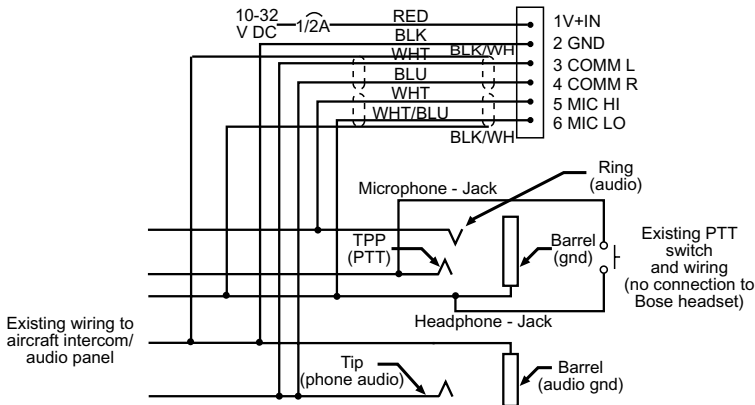 10-32
V DC
1/2A
RED
1V+IN
BLK
2 GND
WHT
BLK/WH
3 COMM L
BLU
4 COMM R
WHT
5 MIC HI
WHT/BLU
6 MIC LO
BLK/WH
Ring
(audio)
Microphone - Jack
TPP
(PTT)
Barrel
(gnd)
Existing PTT
switch
and wiring
(no connection to
Bose headset)
Headphone - Jack
Existing wiring to
aircraft intercom/
audio panel
Tip
(phone audio)
Barrel
(audio gnd)